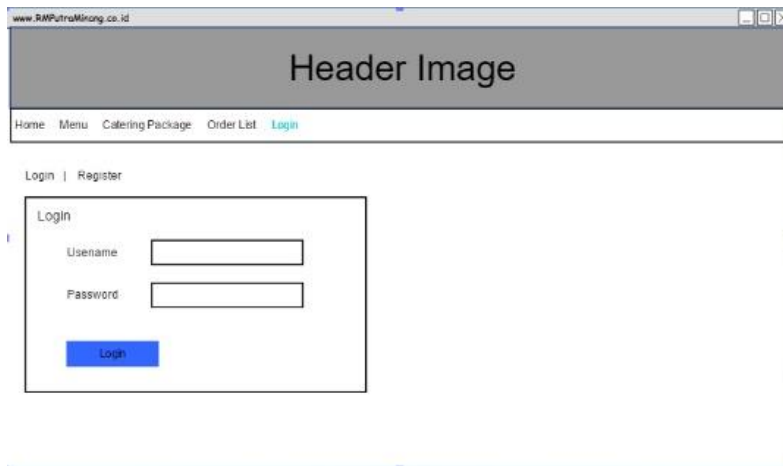 www.RMPutraMinang.co.id
Header Image
Home Menu Catering Package Order List Login
Login | Register
Login
Usename
Password
Login